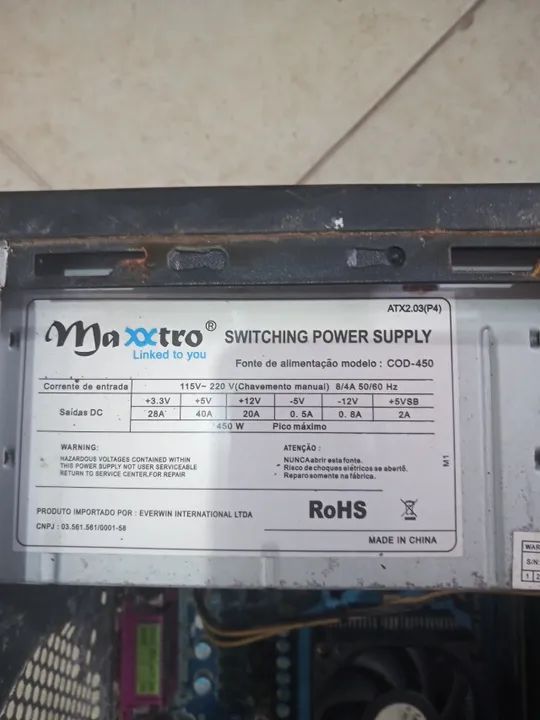 ATX2.03(P4)
Maxxtro® SWITCHING POWER SUPPLY
Linked to you
Fonte de alimentação modelo : COD-450
Corrente de entrada 115V~ 220 V(Chavemento manual) 8/4A 50/60 Hz
Saídas DC +3.3V +5V +12V -5V -12V +5VSB
28A 40A 20A 0.5A 0.8A 2A
450 W Pico máximo
WARNING:
HAZARDOUS VOLTAGES CONTAINED WITHIN
THIS POWER SUPPLY NOT USER SERVICEABLE
RETURN TO SERVICE CENTER,FOR REPAIR
ATENÇÃO :
NUNCA abrir esta fonte.
Risco de choques elétricos se abertô.
Reparo somente na fábrica.
M1
PRODUTO IMPORTADO POR : EVERWIN INTERNATIONAL LTDA
CNPJ : 03.561.561/0001-58
RoHS
MADE IN CHINA
WAR
S/N:
1 2